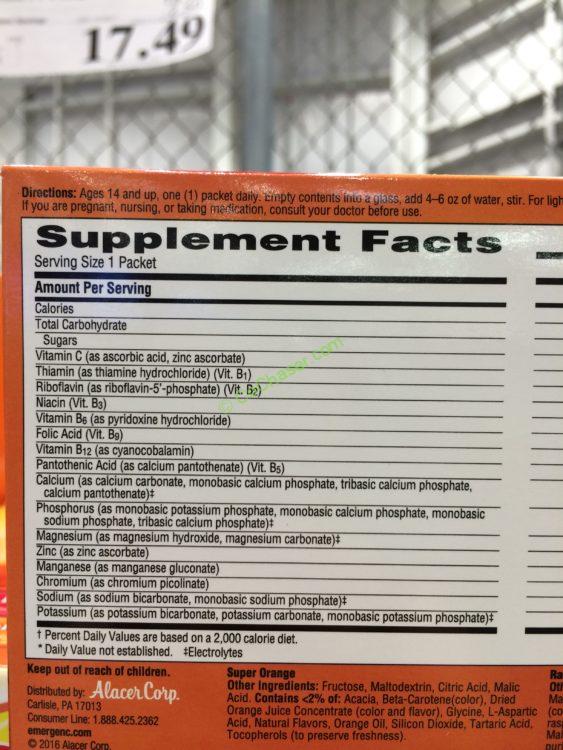 17.49
Directions: Ages 14 and up, one (1) packet daily. Empty contents into a glass, add 4–6 oz of water, stir. For
If you are pregnant, nursing, or taking medication, consult your doctor before use.
Supplement Facts
Serving Size 1 Packet
Amount Per Serving
Calories
Total Carbohydrate
Sugars
Vitamin C (as ascorbic acid, zinc ascorbate)
Thiamin (as thiamine hydrochloride) (Vit. B1)
Riboflavin (as riboflavin-5'-phosphate) (Vit. B2)
Niacin (Vit. B3)
Vitamin B6 (as pyridoxine hydrochloride)
Folic Acid (Vit. B9)
Vitamin B12 (as cyanocobalamin)
Pantothenic Acid (as calcium pantothenate) (Vit. B5)
Calcium (as calcium carbonate, monobasic calcium phosphate, tribasic calcium phosphate,
calcium pantothenate)‡
Phosphorus (as monobasic potassium phosphate, monobasic calcium phosphate, monobasic
sodium phosphate, tribasic calcium phosphate)‡
Magnesium (as magnesium hydroxide, magnesium carbonate)‡
Zinc (as zinc ascorbate)
Manganese (as manganese gluconate)
Chromium (as chromium picolinate)
Sodium (as sodium bicarbonate, monobasic sodium phosphate)‡
Potassium (as potassium bicarbonate, potassium carbonate, monobasic potassium phosphate)‡
† Percent Daily Values are based on a 2,000 calorie diet.
* Daily Value not established. ‡Electrolytes
Keep out of reach of children.
Distributed by: Alacer Corp.
Carlisle, PA 17013
Consumer Line: 1.888.425.2362
emergenc.com
© 2016 Alacer Corp.
Super Orange
Other Ingredients: Fructose, Maltodextrin, Citric Acid, Malic
Acid. Contains <2% of: Acacia, Beta-Carotene(color), Dried
Orange Juice Concentrate (color and flavor), Glycine, L-Aspartic
Acid, Natural Flavors, Orange Oil, Silicon Dioxide, Tartaric Acid,
Tocopherols (to preserve freshness).